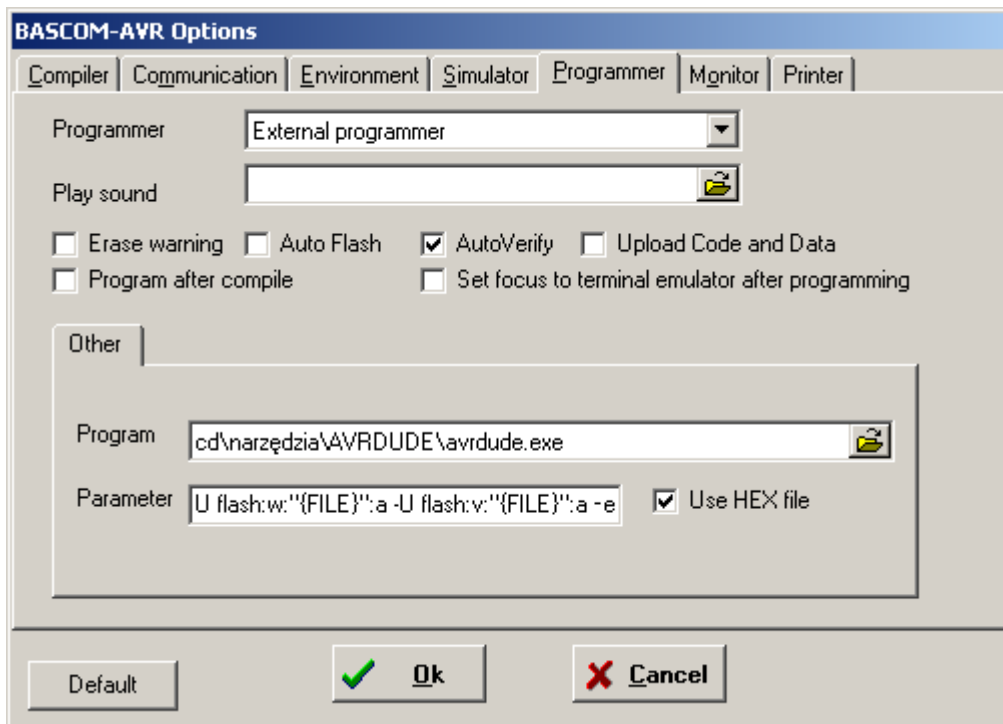 BASCOM-AVR Options
Compiler Communication Environment Simulator Programmer Monitor Printer
Programmer External programmer
Play sound
Erase warning Auto Flash AutoVerify Upload Code and Data
Program after compile Set focus to terminal emulator after programming
Other
Program cd\narzędzia\AVRDUDE\avrdude.exe
Parameter U flash:w:"{FILE}":a -U flash:v:"{FILE}":a -e Use HEX file
Default Ok Cancel